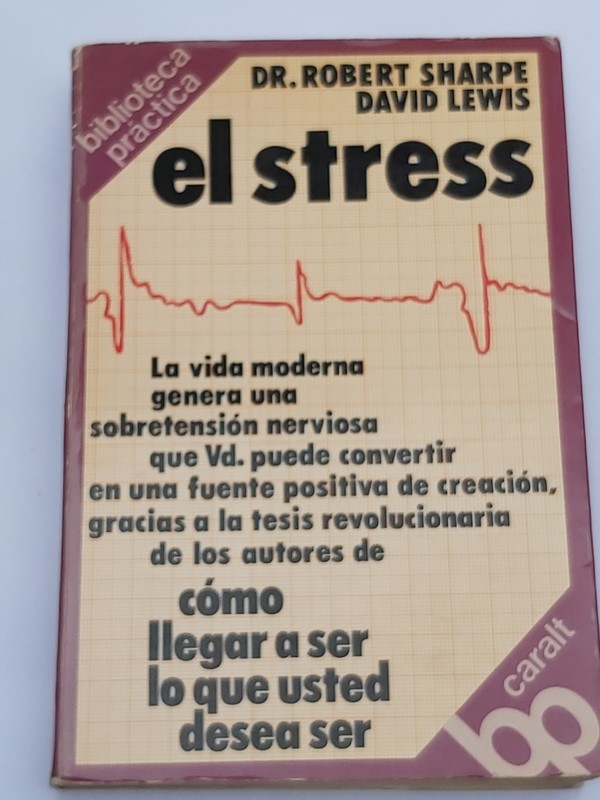 biblioteca
práctica
DR. ROBERT SHARPE
DAVID LEWIS
el stress
La vida moderna
genera una
sobretensión nerviosa
que Vd. puede convertir
en una fuente positiva de creación,
gracias a la tesis revolucionaria
de los autores de
cómo
llegar a ser
lo que usted
desea ser
caralt
bp